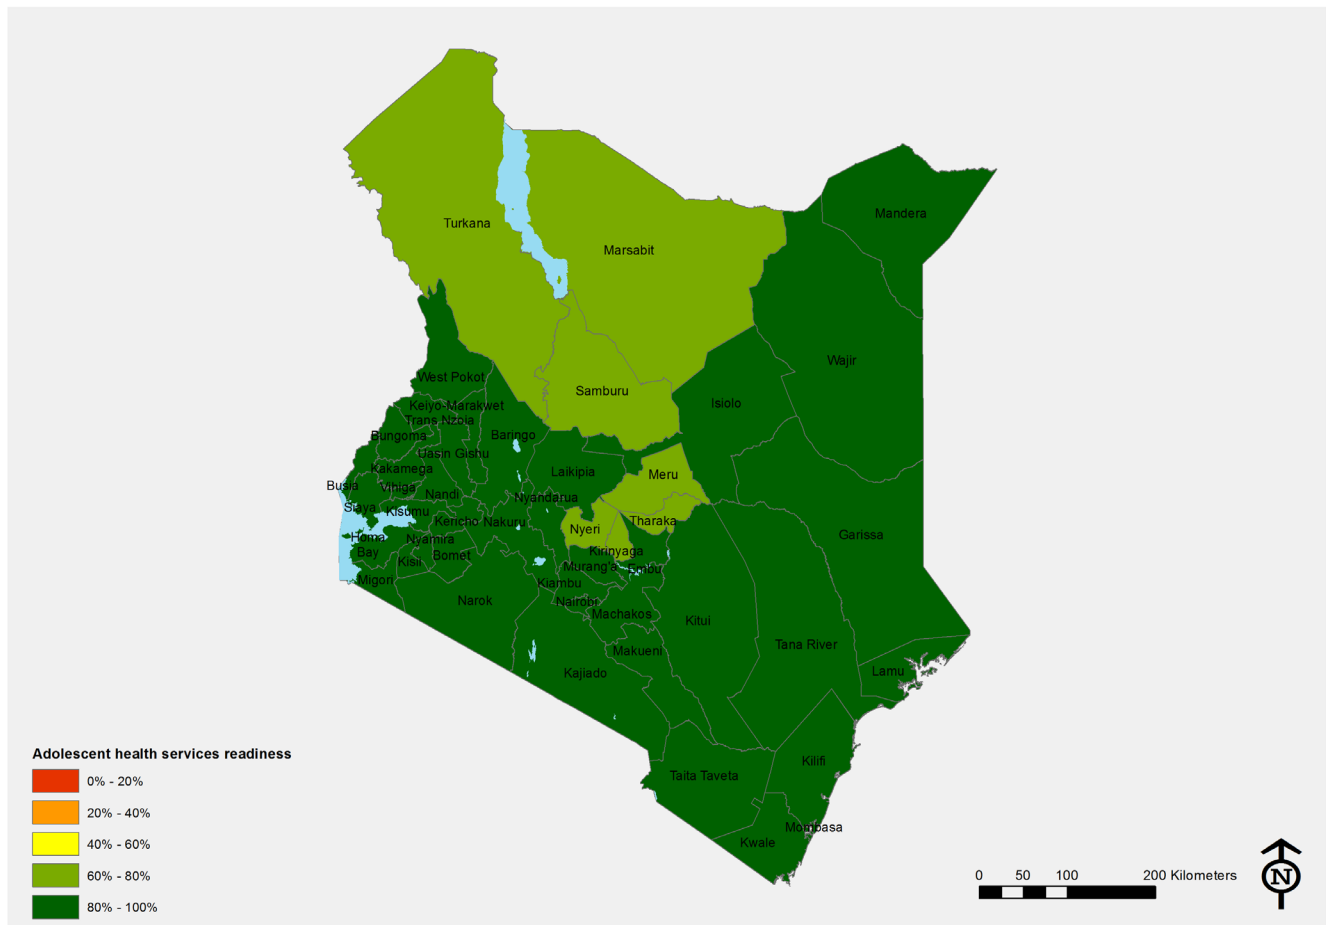 Turkana
Marsabit
Mandera
Wajir
West Pokot
Samburu
Isiolo
Keiyo-Marakwet
Trans Nzoia
Bungoma
Baringo
Uasin Gishu
Kakamega
Laikipia
Meru
Busia
Vihiga
Nandi
Nyandarua
Siaya
Kisumu
Kericho
Nakuru
Nyeri
Tharaka
Garissa
Homa
Bay
Nyamira
Kirinyaga
Kisii
Bomet
Murang'a
Embu
Migori
Kiambu
Narok
Nairobi
Machakos
Kitui
Makueni
Tana River
Kajiado
Lamu
Taita Taveta
Kilifi
Mombasa
Kwale
Adolescent health services readiness
0% - 20%
20% - 40%
40% - 60%
60% - 80%
80% - 100%
0 50 100 200 Kilometers
N